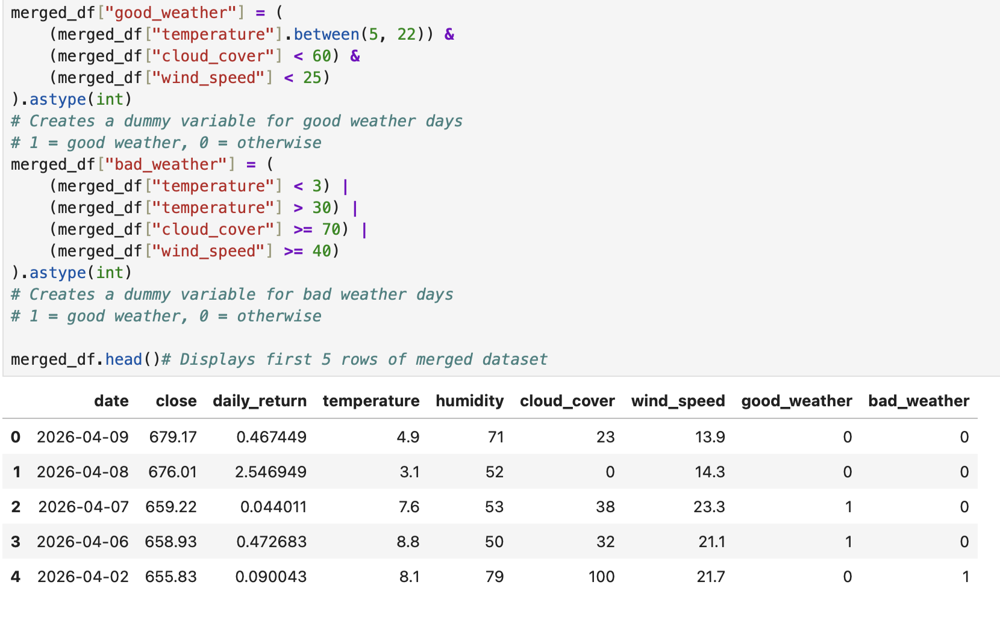 merged_df["good_weather"] = (
    (merged_df["temperature"].between(5, 22)) &
    (merged_df["cloud_cover"] < 60) &
    (merged_df["wind_speed"] < 25)
).astype(int)
# Creates a dummy variable for good weather days
# 1 = good weather, 0 = otherwise
merged_df["bad_weather"] = (
    (merged_df["temperature"] < 3) |
    (merged_df["temperature"] > 30) |
    (merged_df["cloud_cover"] >= 70) |
    (merged_df["wind_speed"] >= 40)
).astype(int)
# Creates a dummy variable for bad weather days
# 1 = good weather, 0 = otherwise

merged_df.head()# Displays first 5 rows of merged dataset
date close daily_return temperature humidity cloud_cover wind_speed good_weather bad_weather
0 2026-04-09 679.17 0.467449 4.9 71 23 13.9 0 0
1 2026-04-08 676.01 2.546949 3.1 52 0 14.3 0 0
2 2026-04-07 659.22 0.044011 7.6 53 38 23.3 1 0
3 2026-04-06 658.93 0.472683 8.8 50 32 21.1 1 0
4 2026-04-02 655.83 0.090043 8.1 79 100 21.7 0 1